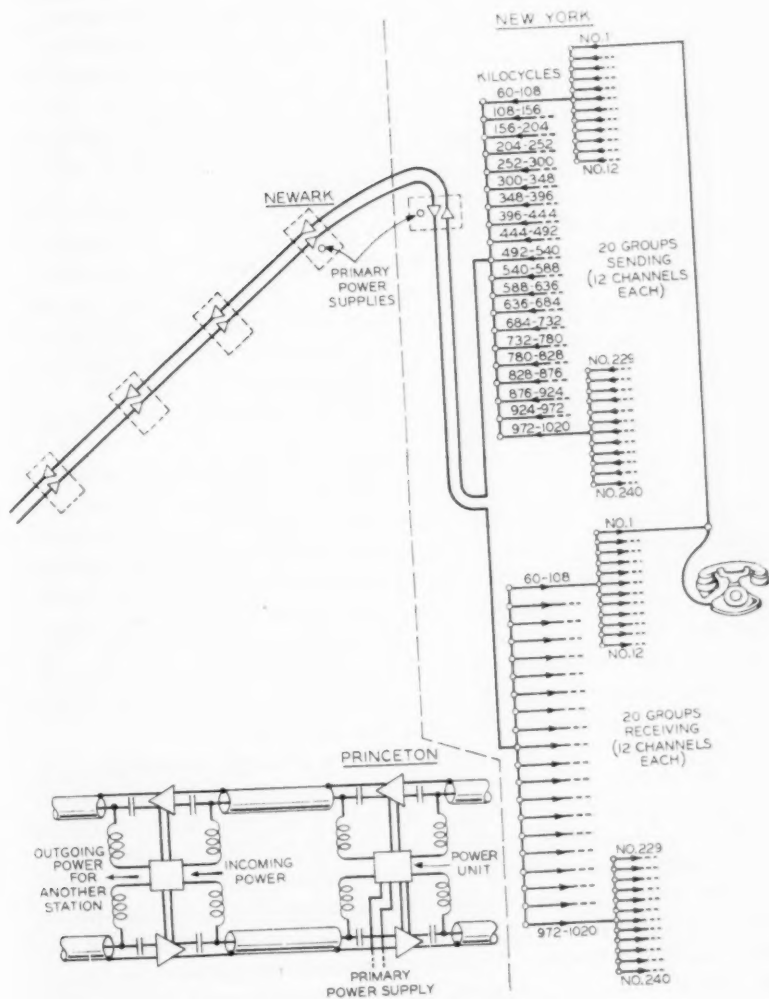 NEW YORK
NO.1
KILOCYCLES
60-108
108-156
156-204
204-252
252-300
300-348
348-396
396-444
444-492
492-540
540-588
588-636
636-684
684-732
732-780
780-828
828-876
876-924
924-972
972-1020
NO.12
20 GROUPS
SENDING
(12 CHANNELS
EACH)
NO.229
NO.240
NEWARK
PRIMARY
POWER
SUPPLIES
NO.1
60-108
NO.12
20 GROUPS
RECEIVING
(12 CHANNELS
EACH)
NO.229
972-1020
NO.240
PRINCETON
OUTGOING
POWER
FOR
ANOTHER
STATION
INCOMING
POWER
POWER
UNIT
PRIMARY
POWER SUPPLY